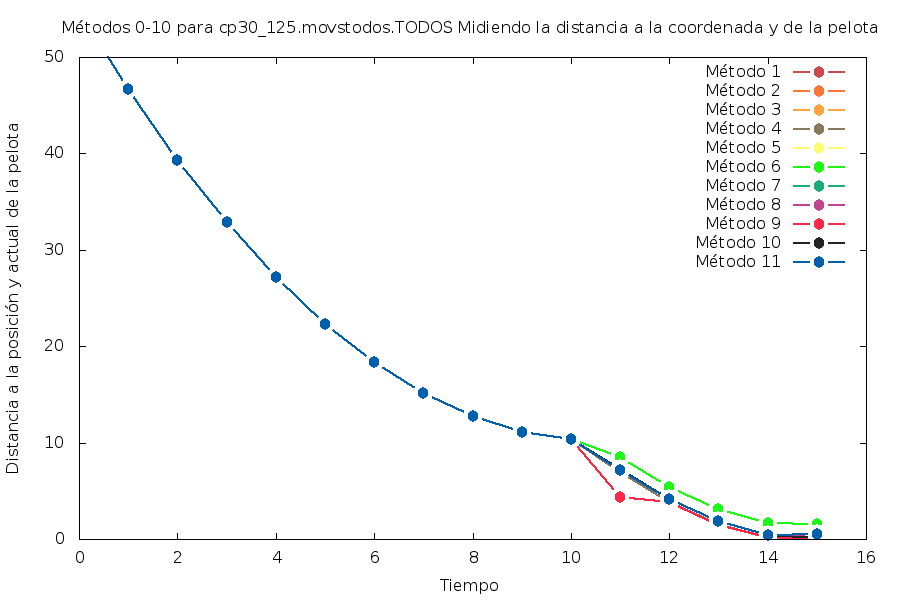 Métodos 0-10 para cp30_125.movstodos.TODOS Midiendo la distancia a la coordenada y de la pelota
Distancia a la posición y actual de la pelota
50
40
30
20
10
0
Método 1
Método 2
Método 3
Método 4
Método 5
Método 6
Método 7
Método 8
Método 9
Método 10
Método 11
0 2 4 6 8 10 12 14 16
Tiempo